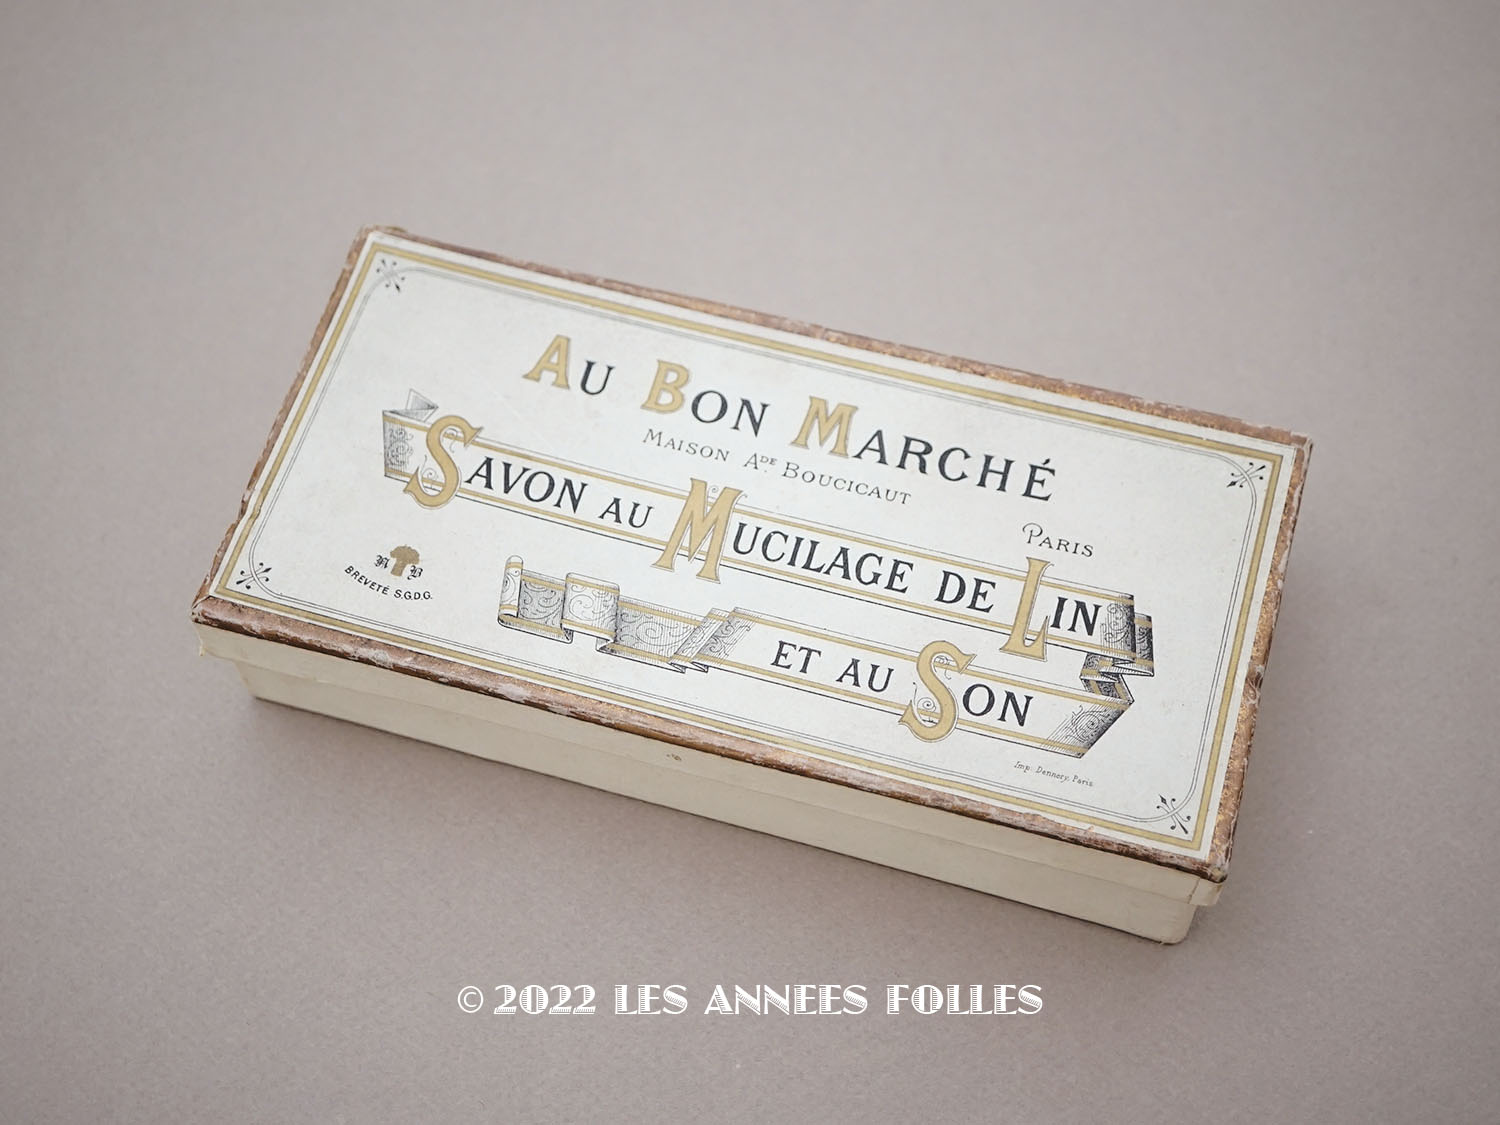 AU BON MARCHÉ
MAISON ADE. BOUCICAUT
PARIS
SAVON AU MUCILAGE DE LIN
ET AU SON
BREVETÉ S.G.D.G.
Imp. Dennery, Paris
© 2022 LES ANNEES FOLLES